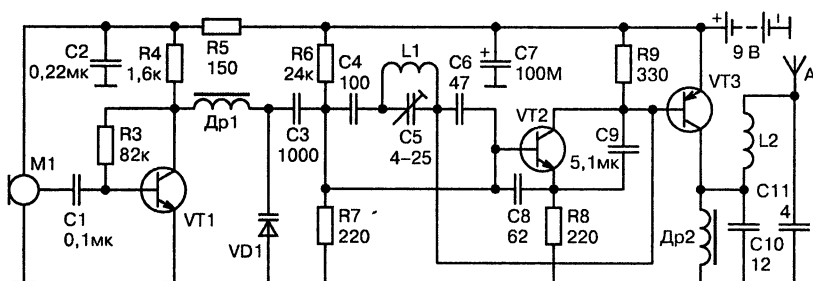 C2
0,22мк
R4
1,6к
R5
150
R6
24к
C4
100
L1
C6
47
+
C7
100М
R9
330
+
9 В
VT3
A
R3
82к
Др1
C3
1000
C5
4–25
VT2
C9
5,1мк
L2
M1
C1
0,1мк
VT1
VD1
R7
220
C8
62
R8
220
Др2
C11
4
C10
12